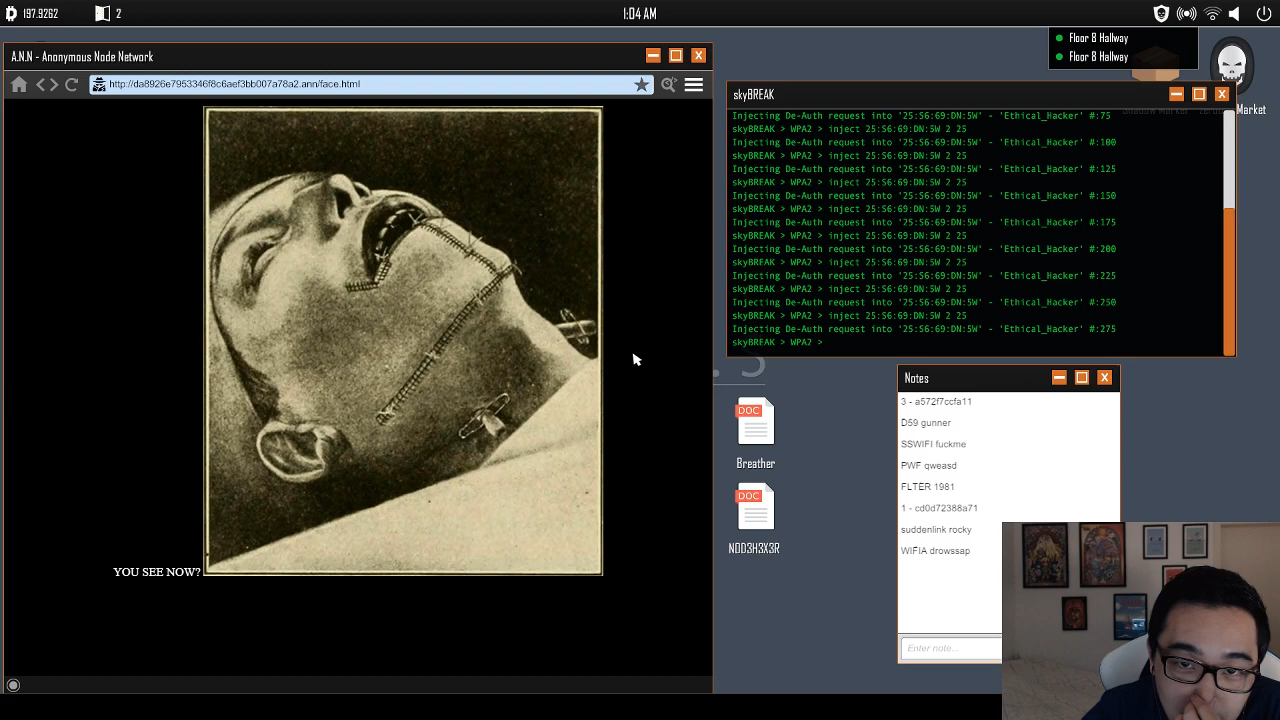 197.9262
2
1:04 AM
Floor 8 Hallway
Floor 8 Hallway
A.N.N - Anonymous Node Network
http://da8926e7953346f8c6aef3bb007a78a2.ann/face.html
YOU SEE NOW?
skyBREAK
Market
Injecting De-Auth request into '25:56:69:DN:5W' - 'Ethical_Hacker' #:75
skyBREAK > WPA2 > inject 25:56:69:DN:5W 2 25
Injecting De-Auth request into '25:56:69:DN:5W' - 'Ethical_Hacker' #:100
skyBREAK > WPA2 > inject 25:56:69:DN:5W 2 25
Injecting De-Auth request into '25:56:69:DN:5W' - 'Ethical_Hacker' #:125
skyBREAK > WPA2 > inject 25:56:69:DN:5W 2 25
Injecting De-Auth request into '25:56:69:DN:5W' - 'Ethical_Hacker' #:150
skyBREAK > WPA2 > inject 25:56:69:DN:5W 2 25
Injecting De-Auth request into '25:56:69:DN:5W' - 'Ethical_Hacker' #:175
skyBREAK > WPA2 > inject 25:56:69:DN:5W 2 25
Injecting De-Auth request into '25:56:69:DN:5W' - 'Ethical_Hacker' #:200
skyBREAK > WPA2 > inject 25:56:69:DN:5W 2 25
Injecting De-Auth request into '25:56:69:DN:5W' - 'Ethical_Hacker' #:225
skyBREAK > WPA2 > inject 25:56:69:DN:5W 2 25
Injecting De-Auth request into '25:56:69:DN:5W' - 'Ethical_Hacker' #:250
skyBREAK > WPA2 > inject 25:56:69:DN:5W 2 25
Injecting De-Auth request into '25:56:69:DN:5W' - 'Ethical_Hacker' #:275
skyBREAK > WPA2 >
DOC
Breather
DOC
N0D3H3X3R
Notes
3 - a572f7ccfa11
D59 gunner
SSWIFI fuckme
PWF qweasd
FLTER 1981
1 - cd0d72388a71
suddenlink rocky
WIFIA drowssap
Enter note...